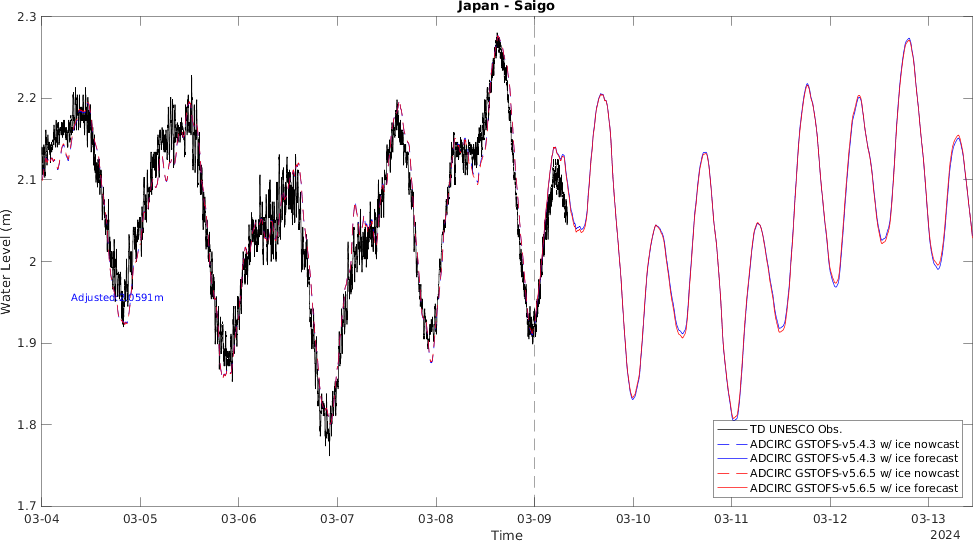 Japan - Saigo
Water Level (m)
2.3
2.2
2.1
2
1.9
1.8
1.7
Adjusted: 0591m
TD UNESCO Obs.
ADCIRC GSTOFS-v5.4.3 w/ ice nowcast
ADCIRC GSTOFS-v5.4.3 w/ ice forecast
ADCIRC GSTOFS-v5.6.5 w/ ice nowcast
ADCIRC GSTOFS-v5.6.5 w/ ice forecast
03-04 03-05 03-06 03-07 03-08 03-09 03-10 03-11 03-12 03-13
Time
2024